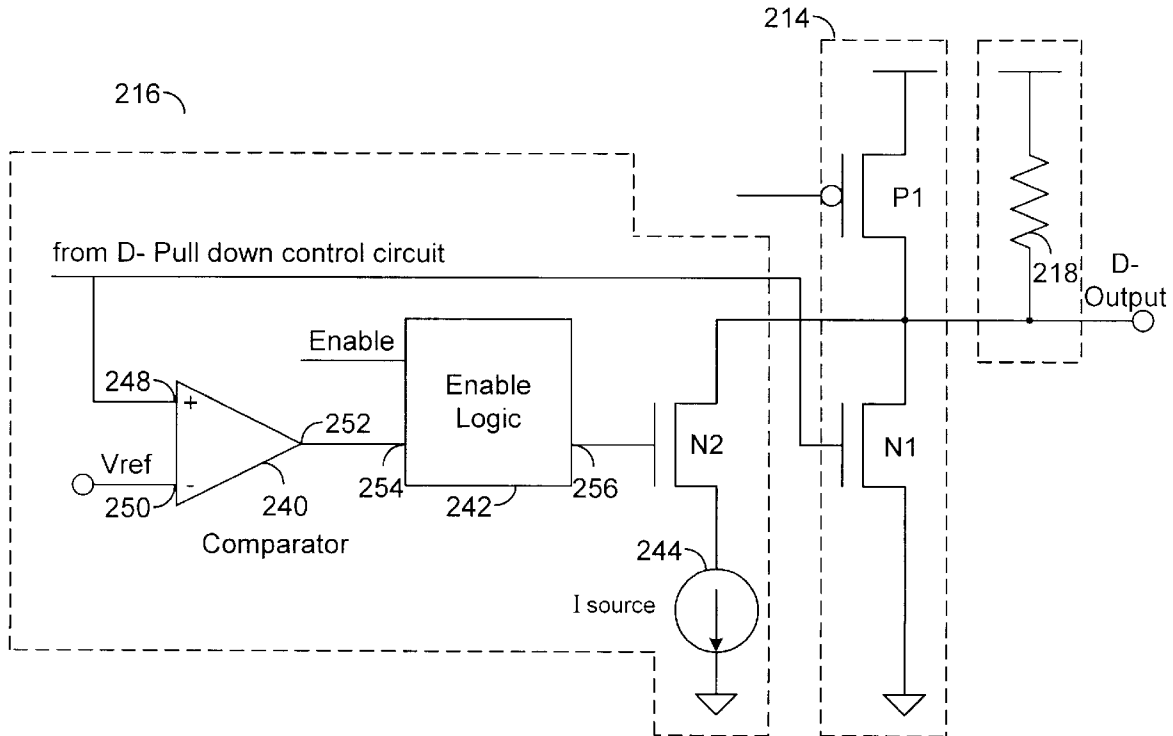 214
216
P1
from D- Pull down control circuit
218
D-
Output
Enable
248
+
Enable
Logic
252
N2
N1
Vref
-
250
240
254
242
256
Comparator
244
I source